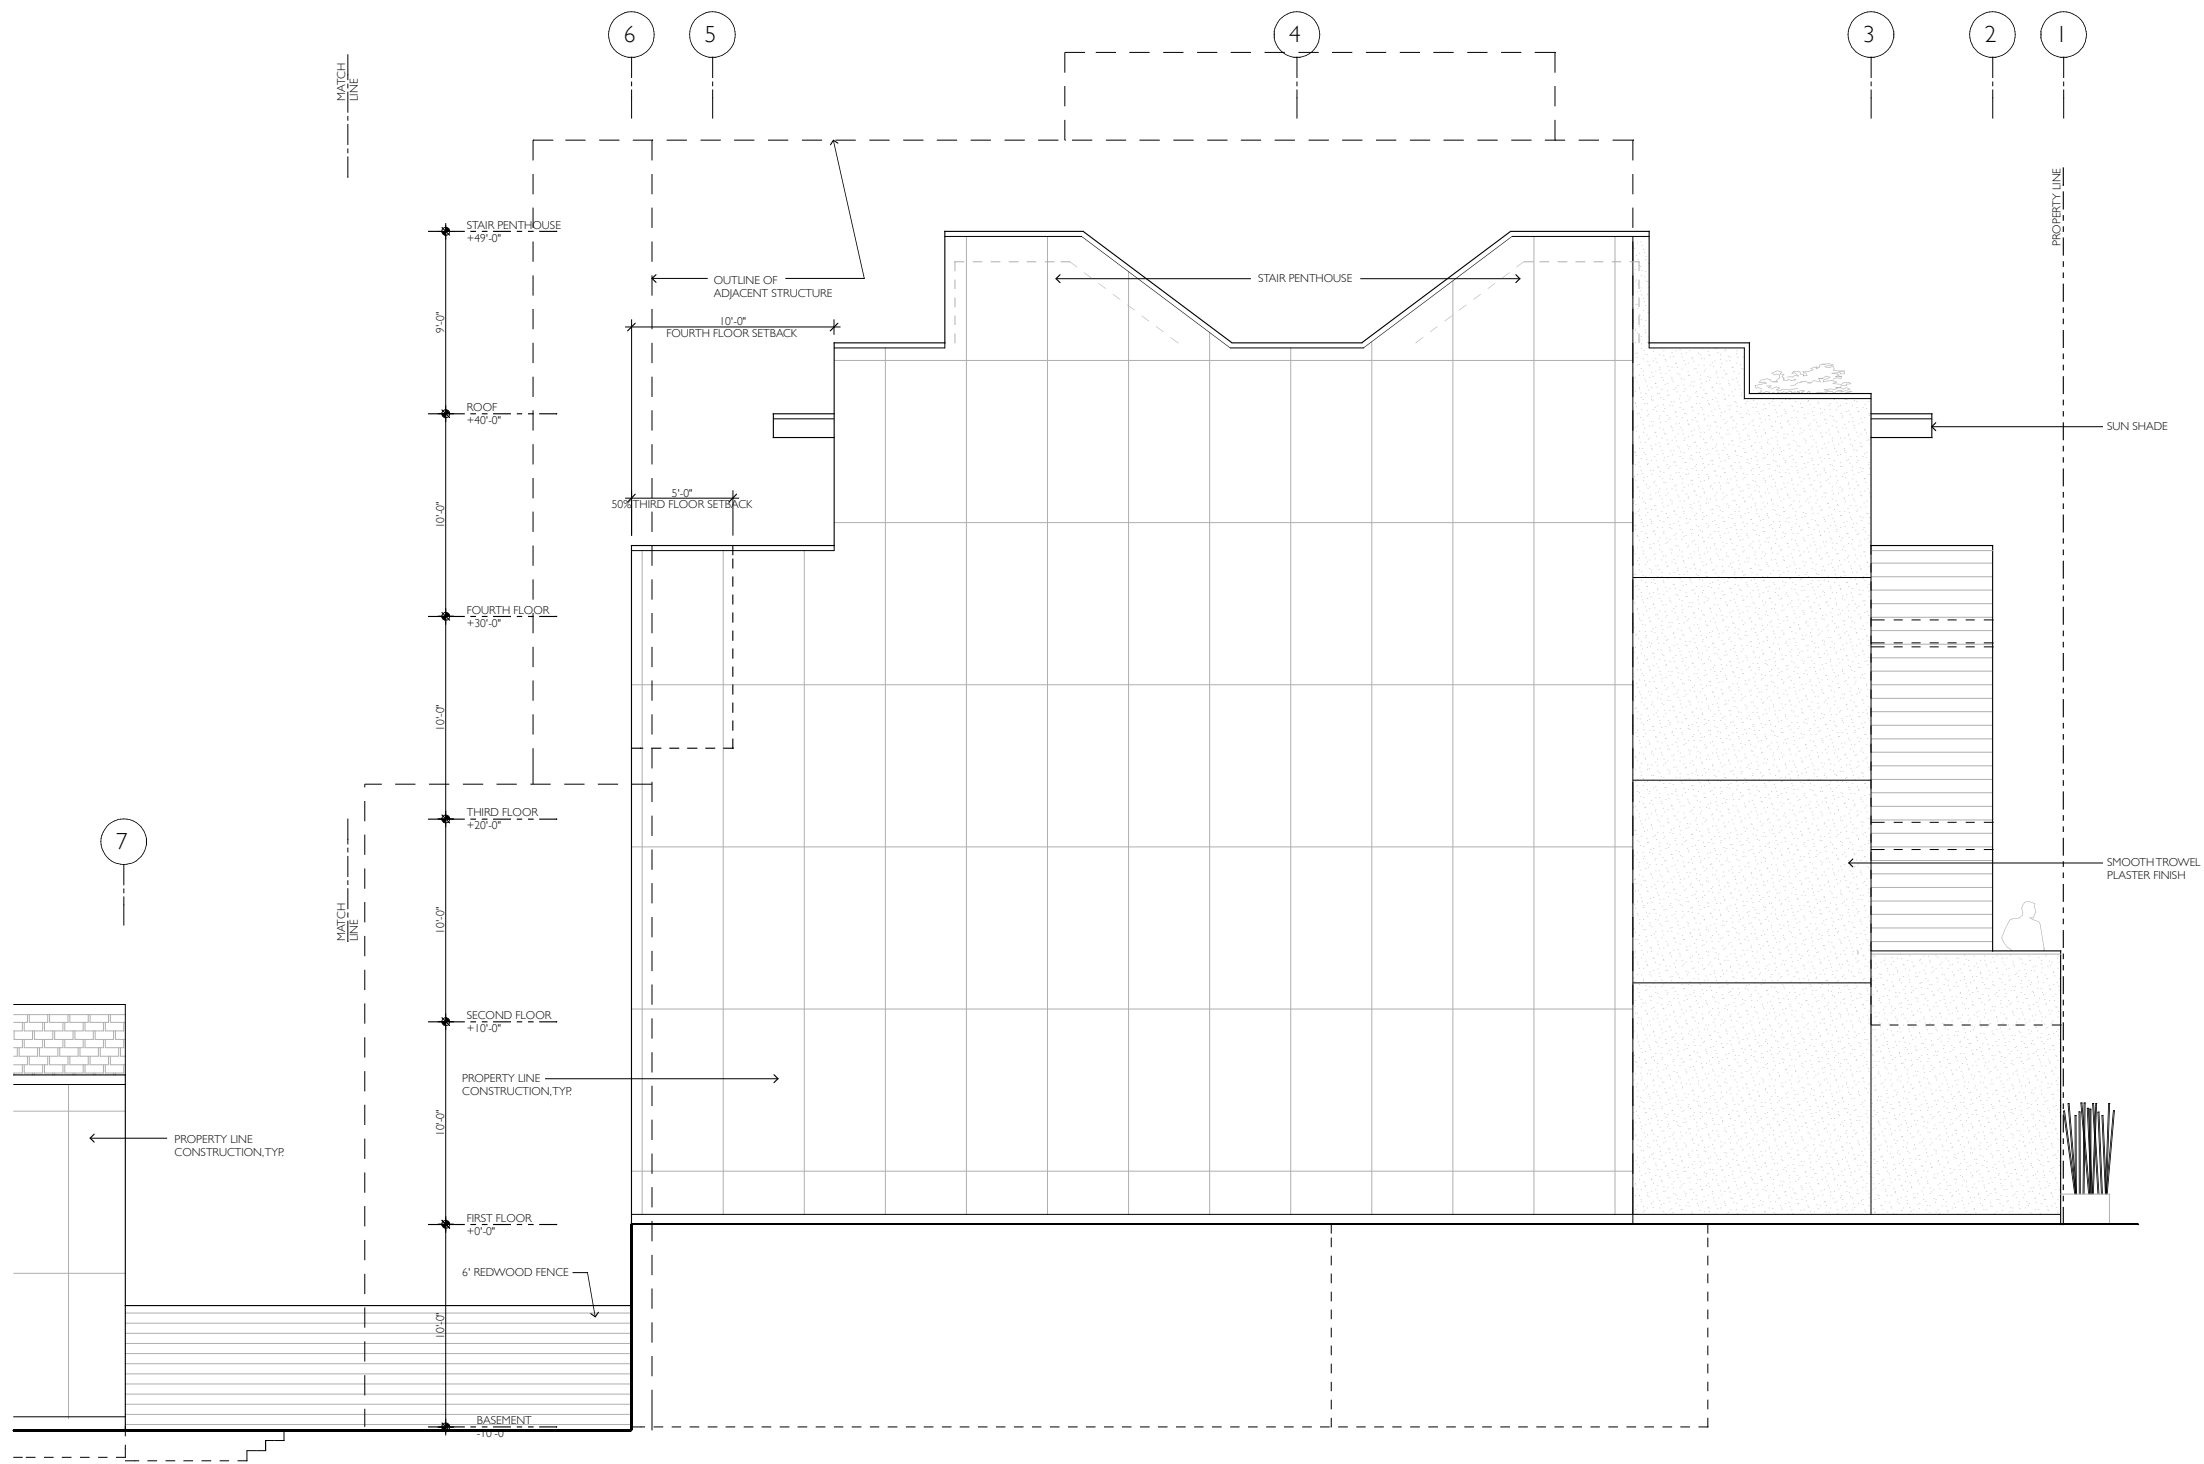 6
5
4
3
2
1
MATCH
LINE
PROPERTY LINE
STAIR PENTHOUSE
+49'-0"
OUTLINE OF
ADJACENT STRUCTURE
STAIR PENTHOUSE
9'-0"
10'-0"
FOURTH FLOOR SETBACK
ROOF
+40'-0"
SUN SHADE
10'-0"
5'-0"
50% THIRD FLOOR SETBACK
FOURTH FLOOR
+30'-0"
10'-0"
THIRD FLOOR
+20'-0"
7
SMOOTH TROWEL
PLASTER FINISH
MATCH
LINE
10'-0"
SECOND FLOOR
+10'-0"
PROPERTY LINE
CONSTRUCTION, TYP.
10'-0"
PROPERTY LINE
CONSTRUCTION, TYP.
FIRST FLOOR
+0'-0"
6' REDWOOD FENCE
10'-0"
BASEMENT
-10'-0"